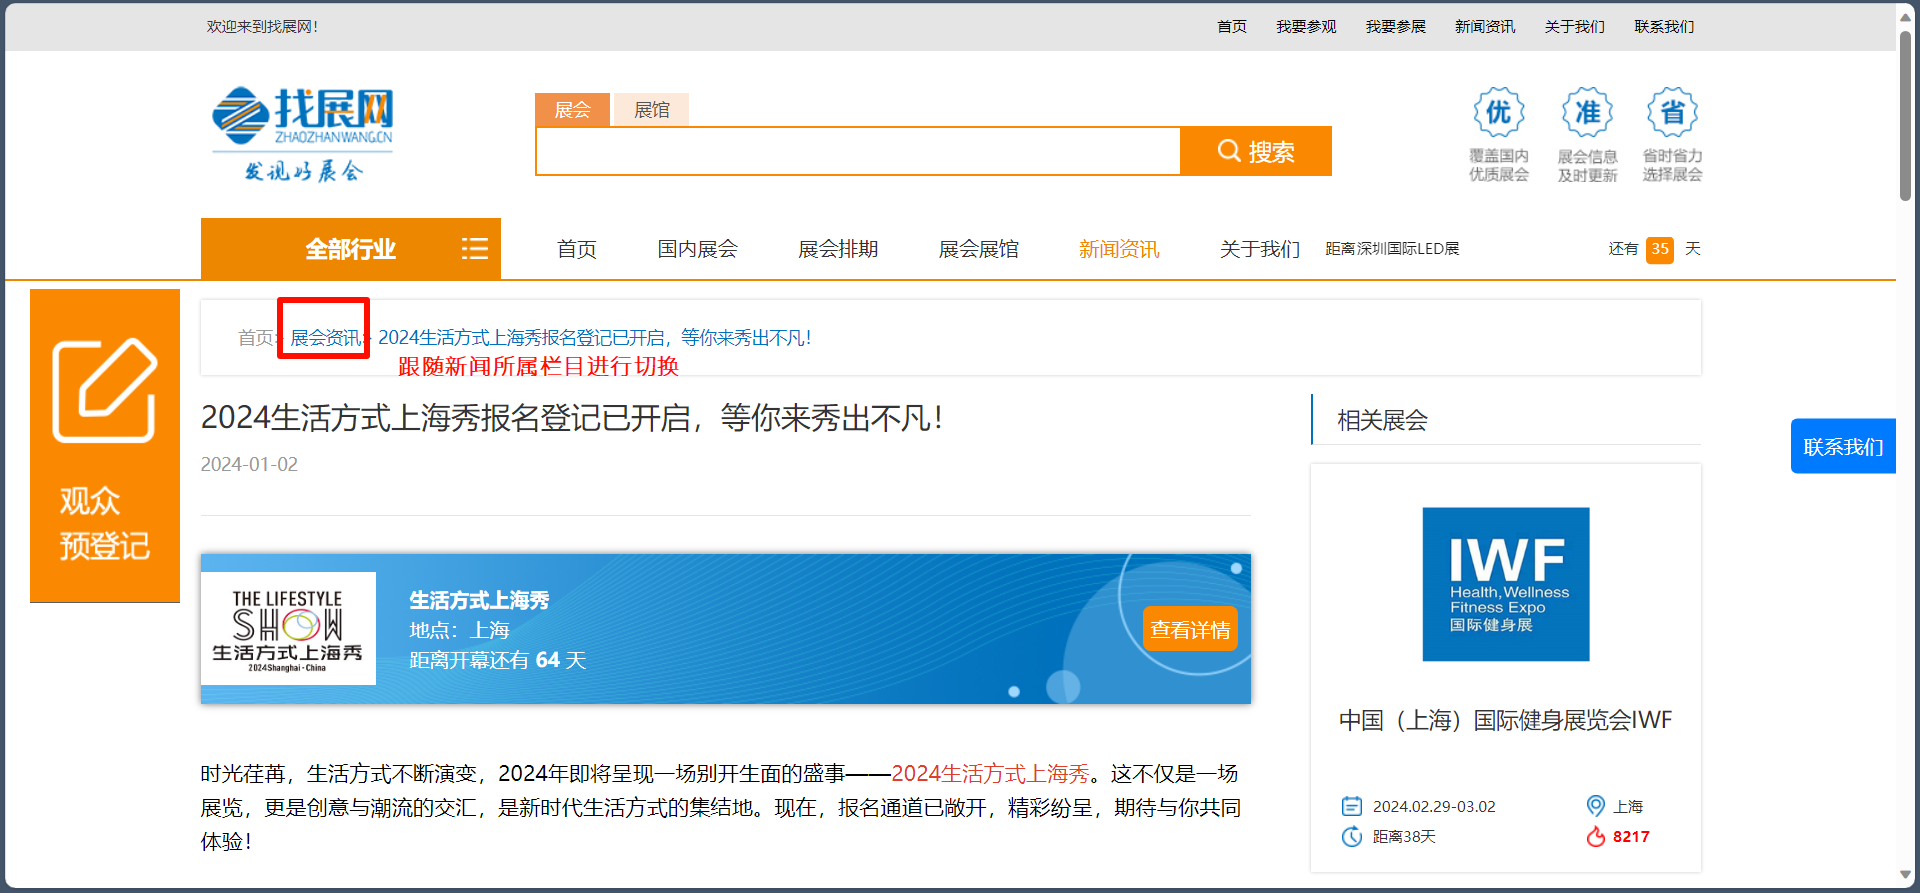 欢迎来到找展网！
首页 我要参观 我要参展 新闻资讯 关于我们 联系我们
找展网
ZHAOZHANWANG.CN
发现好展会
展会 展馆
搜索
优 准 省
覆盖国内 展会信息 省时省力
优质展会 及时更新 选择展会
全部行业 首页 国内展会 展会排期 展会展馆 新闻资讯 关于我们 距离深圳国际LED展 还有 35 天
首页> 展会资讯> 2024生活方式上海秀报名登记已开启，等你来秀出不凡！
跟随新闻所属栏目进行切换
观众
预登记
2024生活方式上海秀报名登记已开启，等你来秀出不凡！
2024-01-02
THE LIFESTYLE
SHOW
生活方式上海秀
2024Shanghai·China
生活方式上海秀
地点：上海
距离开幕还有 64 天
查看详情
时光荏苒，生活方式不断演变，2024年即将呈现一场别开生面的盛事——2024生活方式上海秀。这不仅是一场
展览，更是创意与潮流的交汇，是新时代生活方式的集结地。现在，报名通道已敞开，精彩纷呈，期待与你共同
体验！
相关展会
IWF
Health,Wellness
Fitness Expo
国际健身展
中国（上海）国际健身展览会IWF
2024.02.29-03.02 上海
距离38天 8217
联系我们